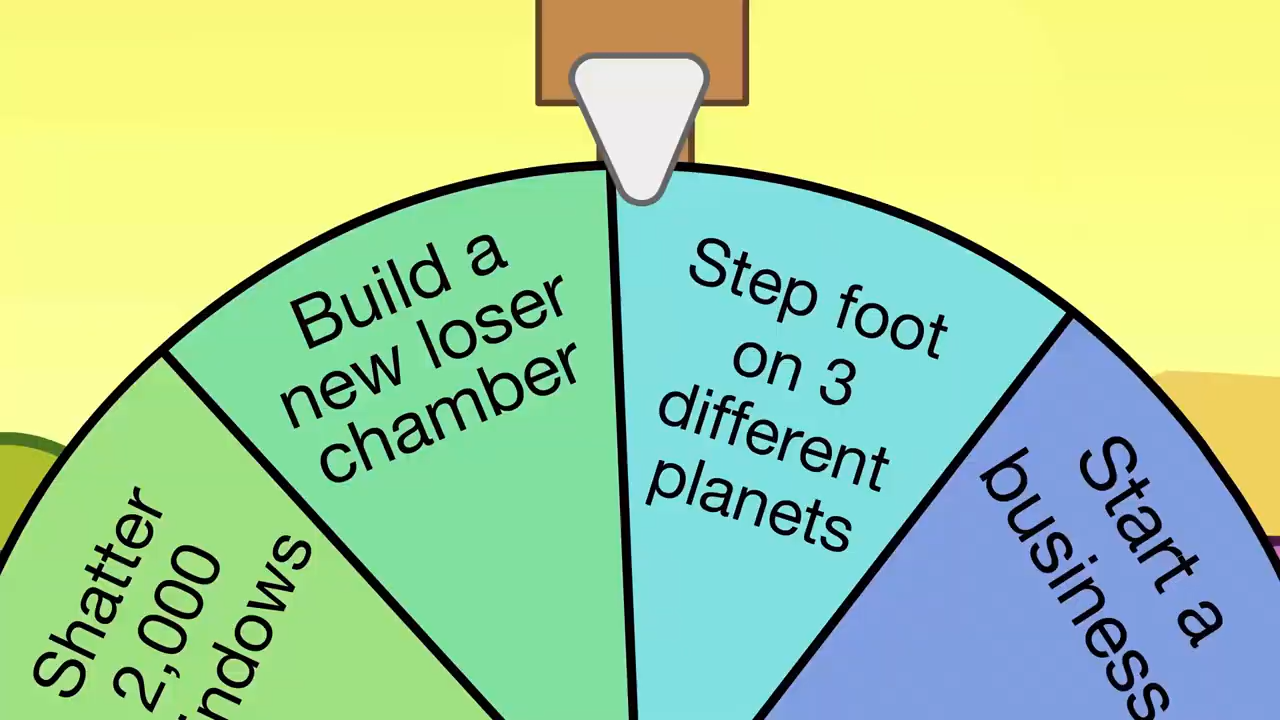 Shatter
2,000
Build a
new loser
chamber
Step foot
on 3
different
planets
Start a
business